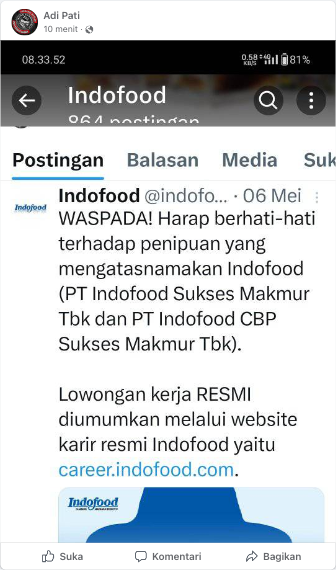 Adi Pati
10 menit ·
08.33.52
0.58 KB/S 4G 81%
Indofood
864 postingan
Postingan Balasan Media Suk
Indofood @indofo... · 06 Mei
Indofood
WASPADA! Harap berhati-hati
terhadap penipuan yang
mengatasnamakan Indofood
(PT Indofood Sukses Makmur
Tbk dan PT Indofood CBP
Sukses Makmur Tbk).
Lowongan kerja RESMI
diumumkan melalui website
karir resmi Indofood yaitu
career.indofood.com.
Indofood
Suka Komentari Bagikan